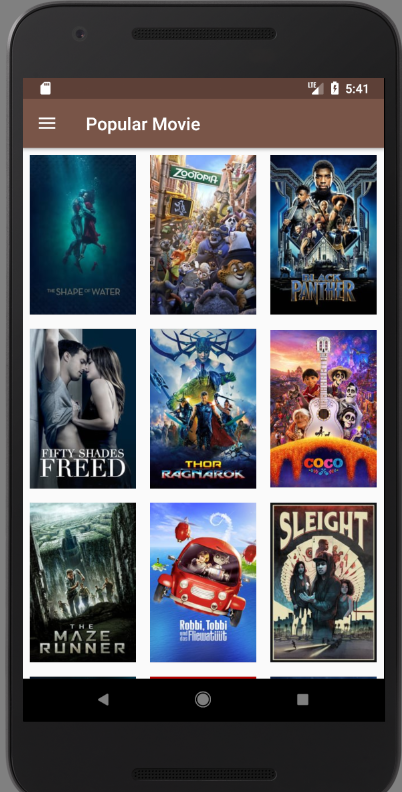 LTE 5:41
Popular Movie
THE SHAPE OF WATER
ZOOTOPIA
BLACK
PANTHER
FIFTY SHADES
FREED
THOR
RAGNAROK
COCO
THE
MAZE
RUNNER
Robbi, Tobbi
und das Fliewatüüt
SLEIGHT